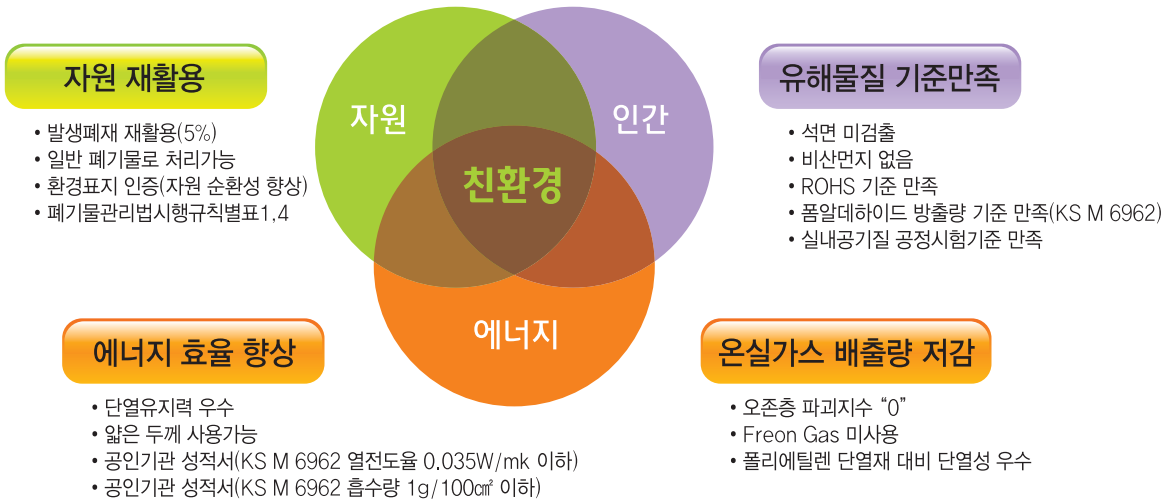 자원 재활용
• 발생폐재 재활용(5%)
• 일반 폐기물로 처리가능
• 환경표지 인증(자원 순환성 향상)
• 폐기물관리법시행규칙별표1,4
자원
인간
친환경
에너지
유해물질 기준만족
• 석면 미검출
• 비산먼지 없음
• ROHS 기준 만족
• 폼알데하이드 방출량 기준 만족(KS M 6962)
• 실내공기질 공정시험기준 만족
에너지 효율 향상
• 단열유지력 우수
• 얇은 두께 사용가능
• 공인기관 성적서(KS M 6962 열전도율 0.035W/mk 이하)
• 공인기관 성적서(KS M 6962 흡수량 1g/100㎠ 이하)
온실가스 배출량 저감
• 오존층 파괴지수 “0”
• Freon Gas 미사용
• 폴리에틸렌 단열재 대비 단열성 우수